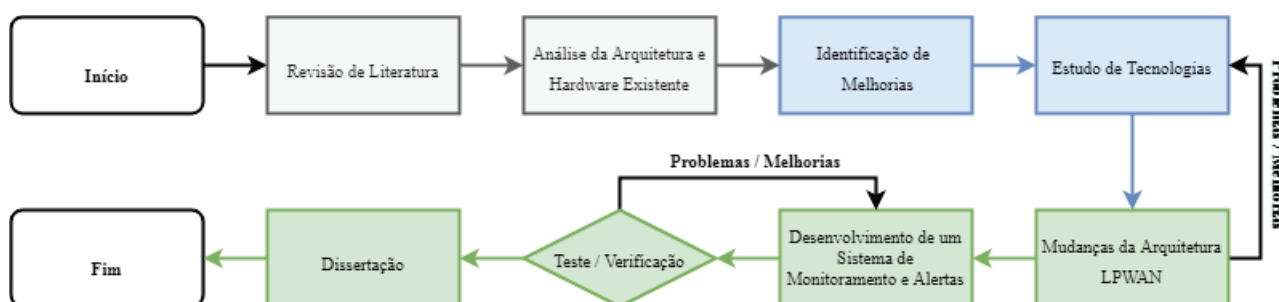 Início
Revisão de Literatura
Análise da Arquitetura e
Hardware Existente
Identificação de
Melhorias
Estudo de Tecnologias
Problemas / Melhorias
Fim
Dissertação
Teste / Verificação
Desenvolvimento de um
Sistema de
Monitoramento e Alertas
Mudanças da Arquitetura
LPWAN